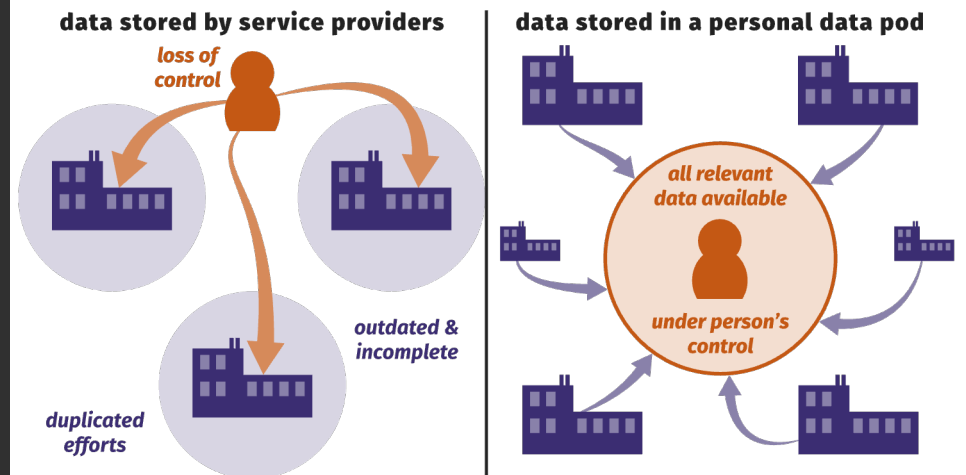 data stored by service providers
loss of
control
outdated &
incomplete
duplicated
efforts
data stored in a personal data pod
all relevant
data available
under person's
control